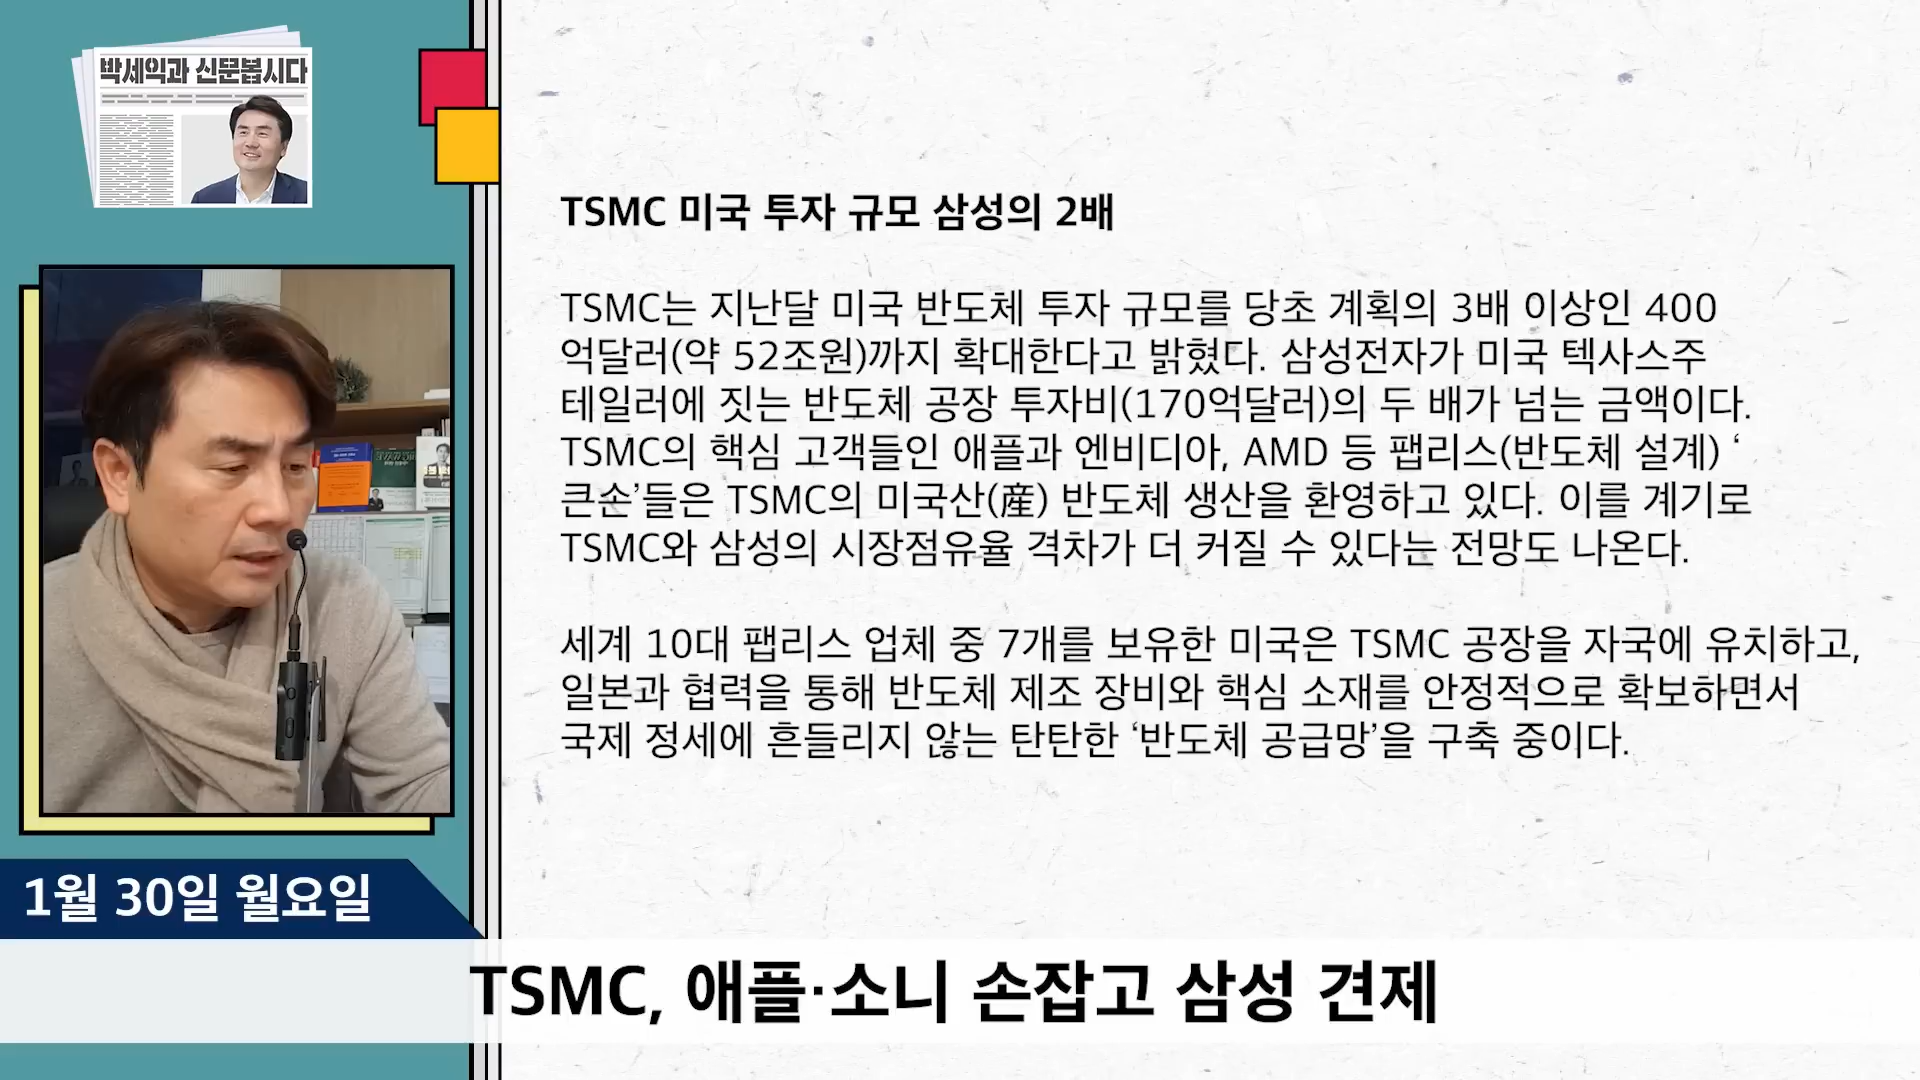 박세익과 신문봅시다
TSMC 미국 투자 규모 삼성의 2배
TSMC는 지난달 미국 반도체 투자 규모를 당초 계획의 3배 이상인 400
억달러(약 52조원)까지 확대한다고 밝혔다. 삼성전자가 미국 텍사스주
테일러에 짓는 반도체 공장 투자비(170억달러)의 두 배가 넘는 금액이다.
TSMC의 핵심 고객들인 애플과 엔비디아, AMD 등 팹리스(반도체 설계) ‘
큰손’들은 TSMC의 미국산(産) 반도체 생산을 환영하고 있다. 이를 계기로
TSMC와 삼성의 시장점유율 격차가 더 커질 수 있다는 전망도 나온다.
세계 10대 팹리스 업체 중 7개를 보유한 미국은 TSMC 공장을 자국에 유치하고,
일본과 협력을 통해 반도체 제조 장비와 핵심 소재를 안정적으로 확보하면서
국제 정세에 흔들리지 않는 탄탄한 ‘반도체 공급망’을 구축 중이다.
1월 30일 월요일
TSMC, 애플·소니 손잡고 삼성 견제